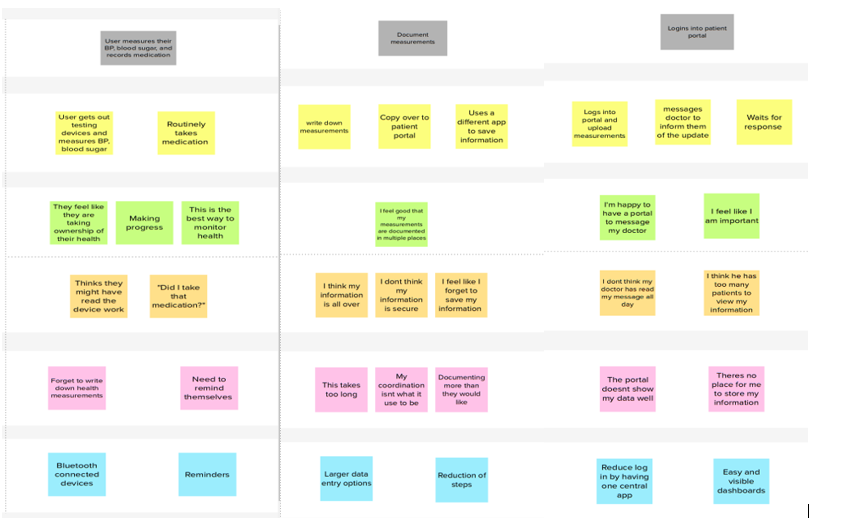 User measures their
BP, blood sugar, and
records medication
Document
measurements
Logins into patient
portal
User gets out
testing
devices and
measures BP,
blood sugar
Routinely
takes
medication
write down
measurements
Copy over to
patient
portal
Uses a
different app
to save
information
Logs into
portal and
upload
measurements
messages
doctor to
inform them
of the update
Waits for
response
They feel like
they are
taking
ownership of
their health
Making
progress
This is the
best way to
monitor
health
I feel good that
my
measurements
are documented
in multiple places
I'm happy to
have a portal
to message
my doctor
I feel like I
am important
Thinks they
might have
read the
device work
"Did I take
that
medication?"
I think my
information
is all over
I dont think
my
information
is secure
I feel like I
forget to
save my
information
I dont think my
doctor has read
my message all
day
I think he has
too many
patients to
view my
information
Forget to write
down health
measurements
Need to
remind
themselves
This takes
too long
My
coordination
isnt what it
use to be
Documenting
more than
they would
like
The portal
doesnt show
my data well
Theres no
place for me
to store my
information
Bluetooth
connected
devices
Reminders
Larger data
entry options
Reduction of
steps
Reduce log
in by having
one central
app
Easy and
visible
dashboards